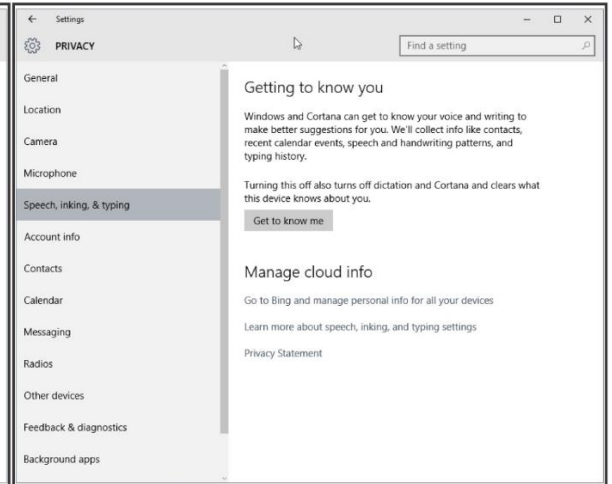 Settings
PRIVACY
Find a setting
General
Location
Camera
Microphone
Speech, inking, & typing
Account info
Contacts
Calendar
Messaging
Radios
Other devices
Feedback & diagnostics
Background apps
Getting to know you
Windows and Cortana can get to know your voice and writing to
make better suggestions for you. We'll collect info like contacts,
recent calendar events, speech and handwriting patterns, and
typing history.
Turning this off also turns off dictation and Cortana and clears what
this device knows about you.
Get to know me
Manage cloud info
Go to Bing and manage personal info for all your devices
Learn more about speech, inking, and typing settings
Privacy Statement